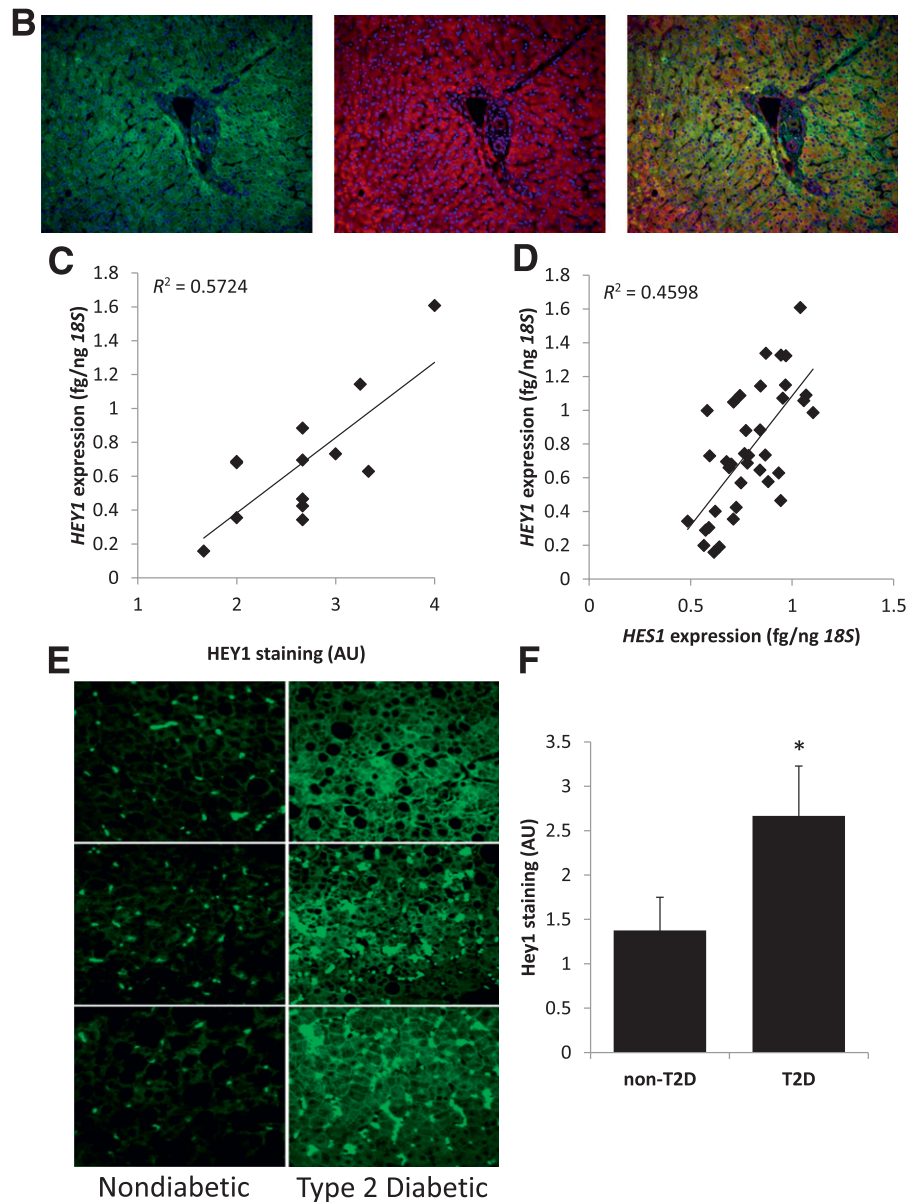 B
C
R² = 0.5724
HEY1 expression (fg/ng 18S)
1.8
1.6
1.4
1.2
1
0.8
0.6
0.4
0.2
0
1
2
3
4
HEY1 staining (AU)
D
R² = 0.4598
HEY1 expression (fg/ng 18S)
1.8
1.6
1.4
1.2
1
0.8
0.6
0.4
0.2
0
0
0.5
1
1.5
HES1 expression (fg/ng 18S)
E
Nondiabetic
Type 2 Diabetic
F
Hey1 staining (AU)
3.5
3
2.5
2
1.5
1
0.5
0
*
non-T2D
T2D